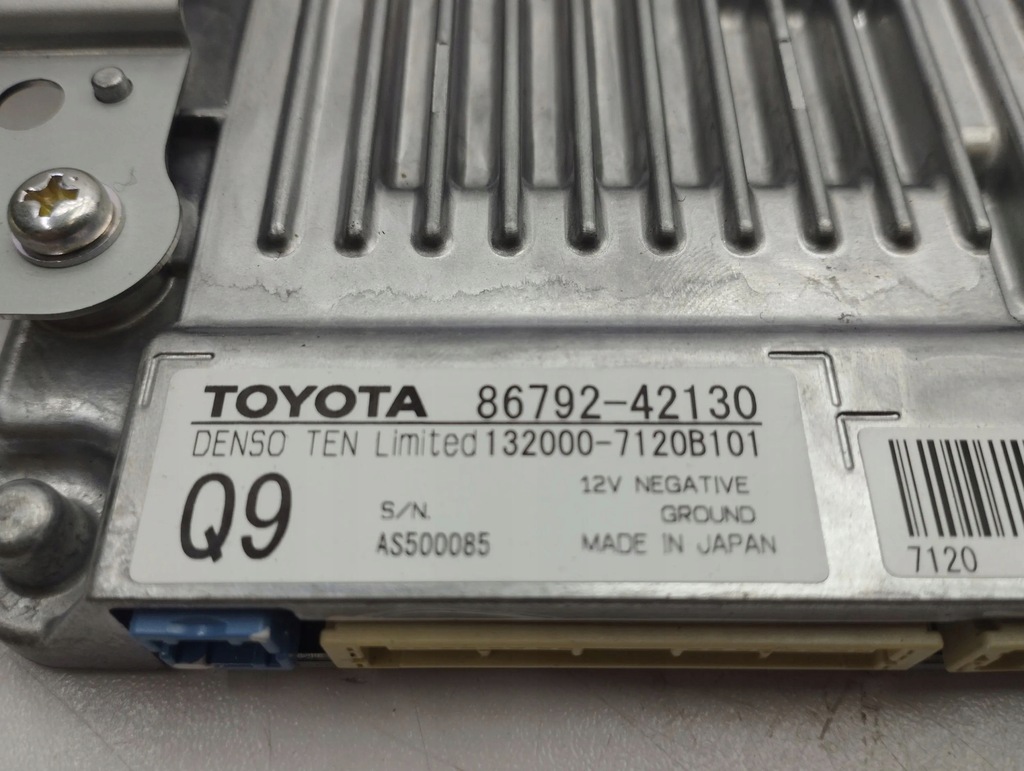 TOYOTA 86792-42130
DENSO TEN Limited 132000-7120B101
Q9
S/N.
AS500085
12V NEGATIVE
GROUND
MADE IN JAPAN
7120